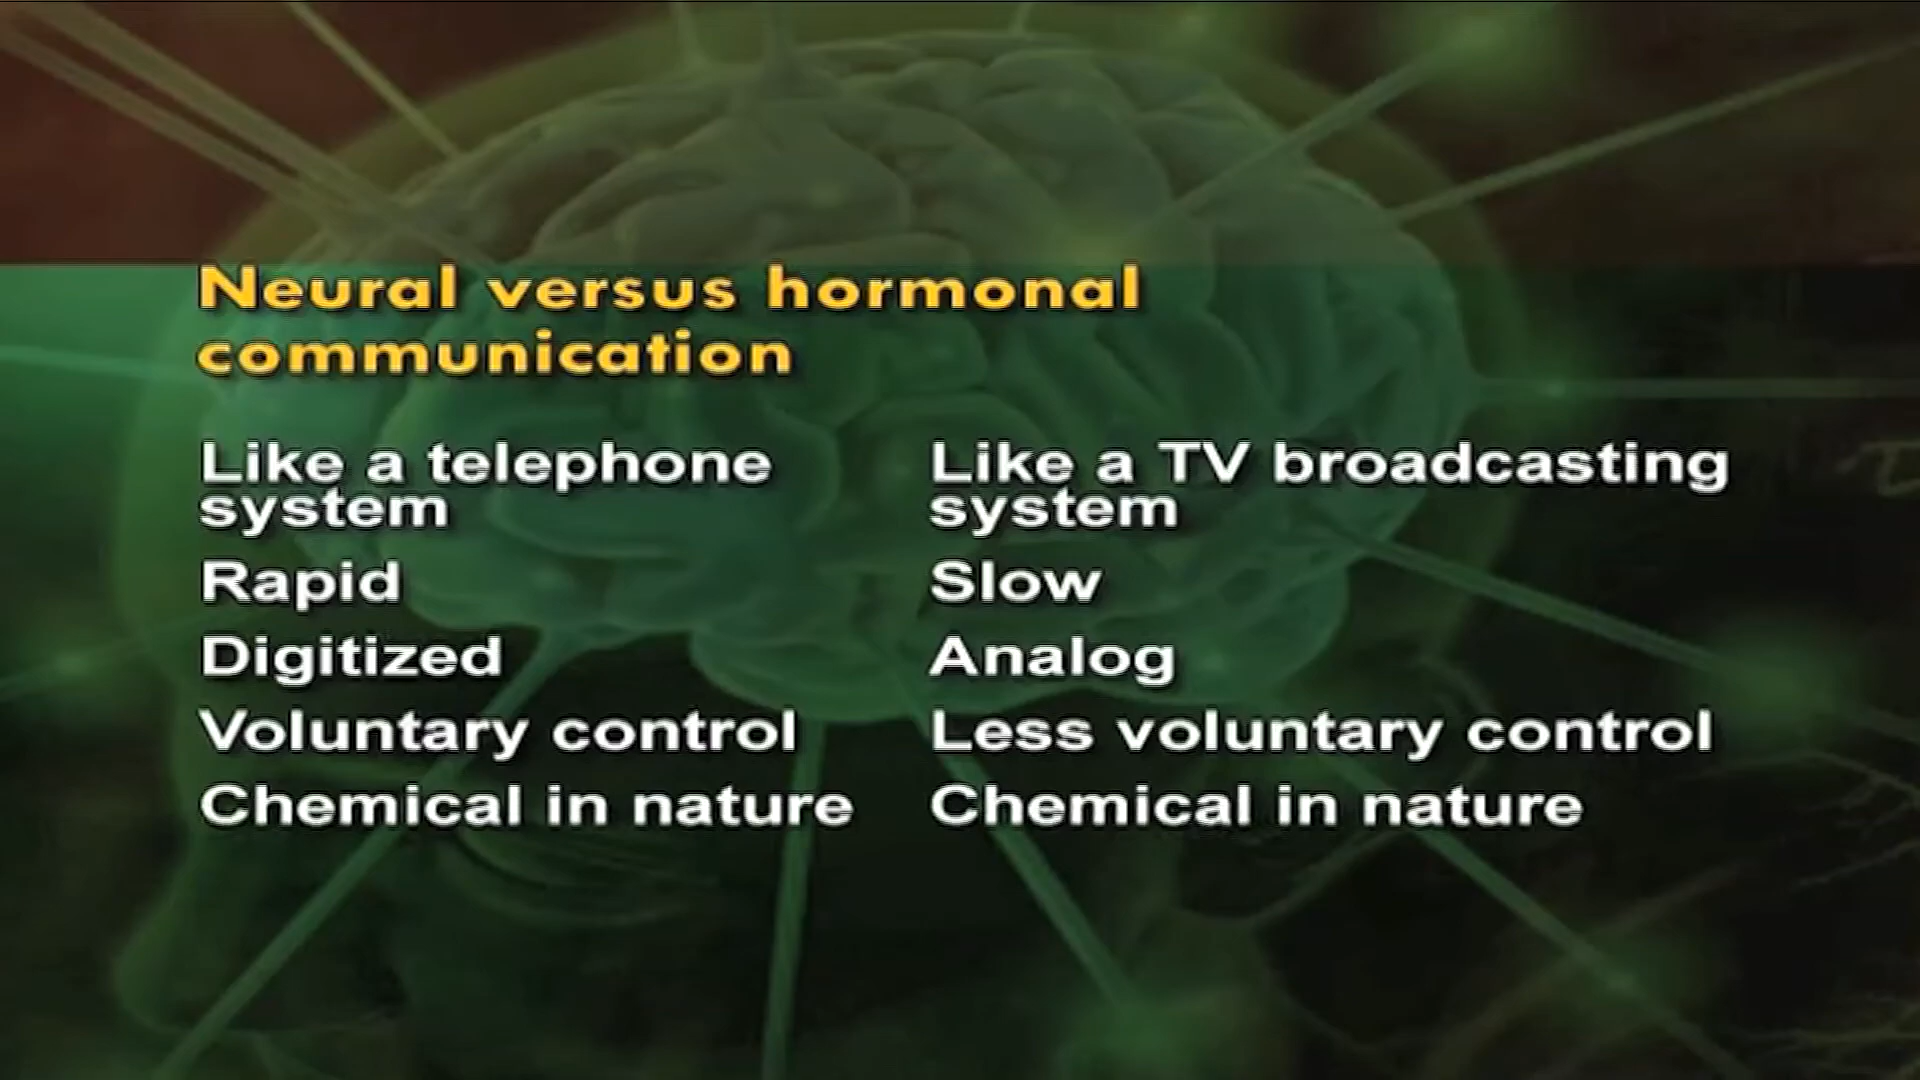 Neural versus hormonal
communication
Like a telephone
system
Rapid
Digitized
Voluntary control
Chemical in nature
Like a TV broadcasting
system
Slow
Analog
Less voluntary control
Chemical in nature